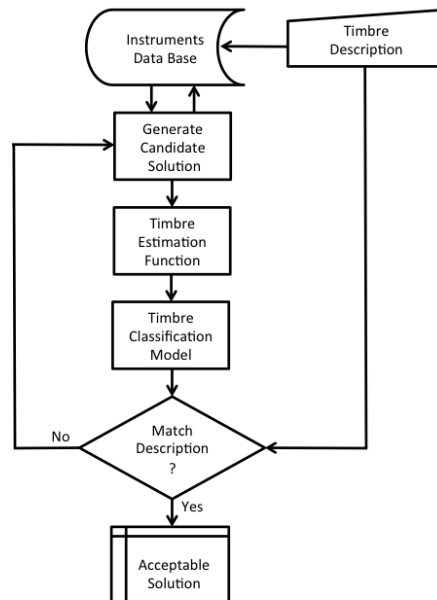 Instruments
Data Base
Timbre
Description
Generate
Candidate
Solution
Timbre
Estimation
Function
Timbre
Classification
Model
Match
Description
?
No
Yes
Acceptable
Solution